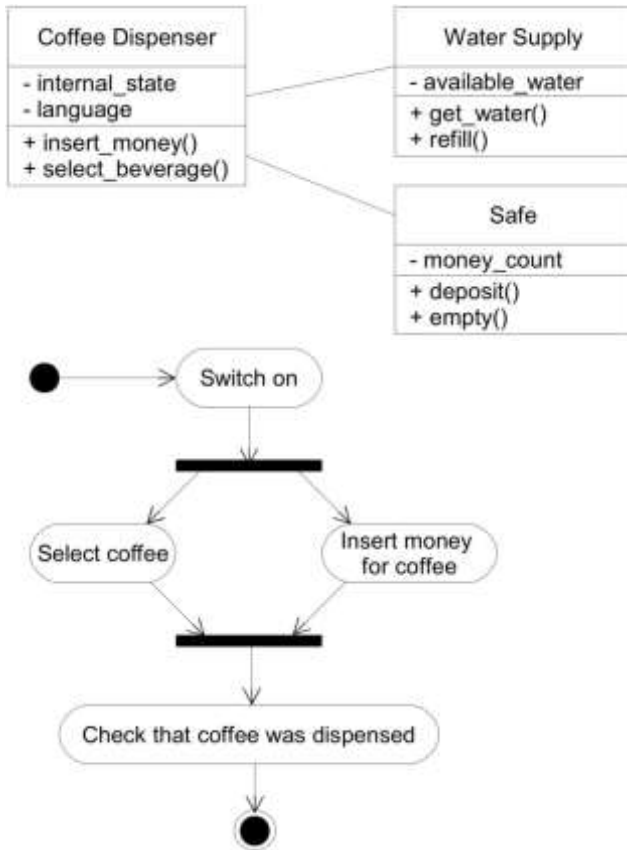 Coffee Dispenser
- internal_state
- language
+ insert_money()
+ select_beverage()
Water Supply
- available_water
+ get_water()
+ refill()
Safe
- money_count
+ deposit()
+ empty()
Switch on
Select coffee
Insert money
for coffee
Check that coffee was dispensed